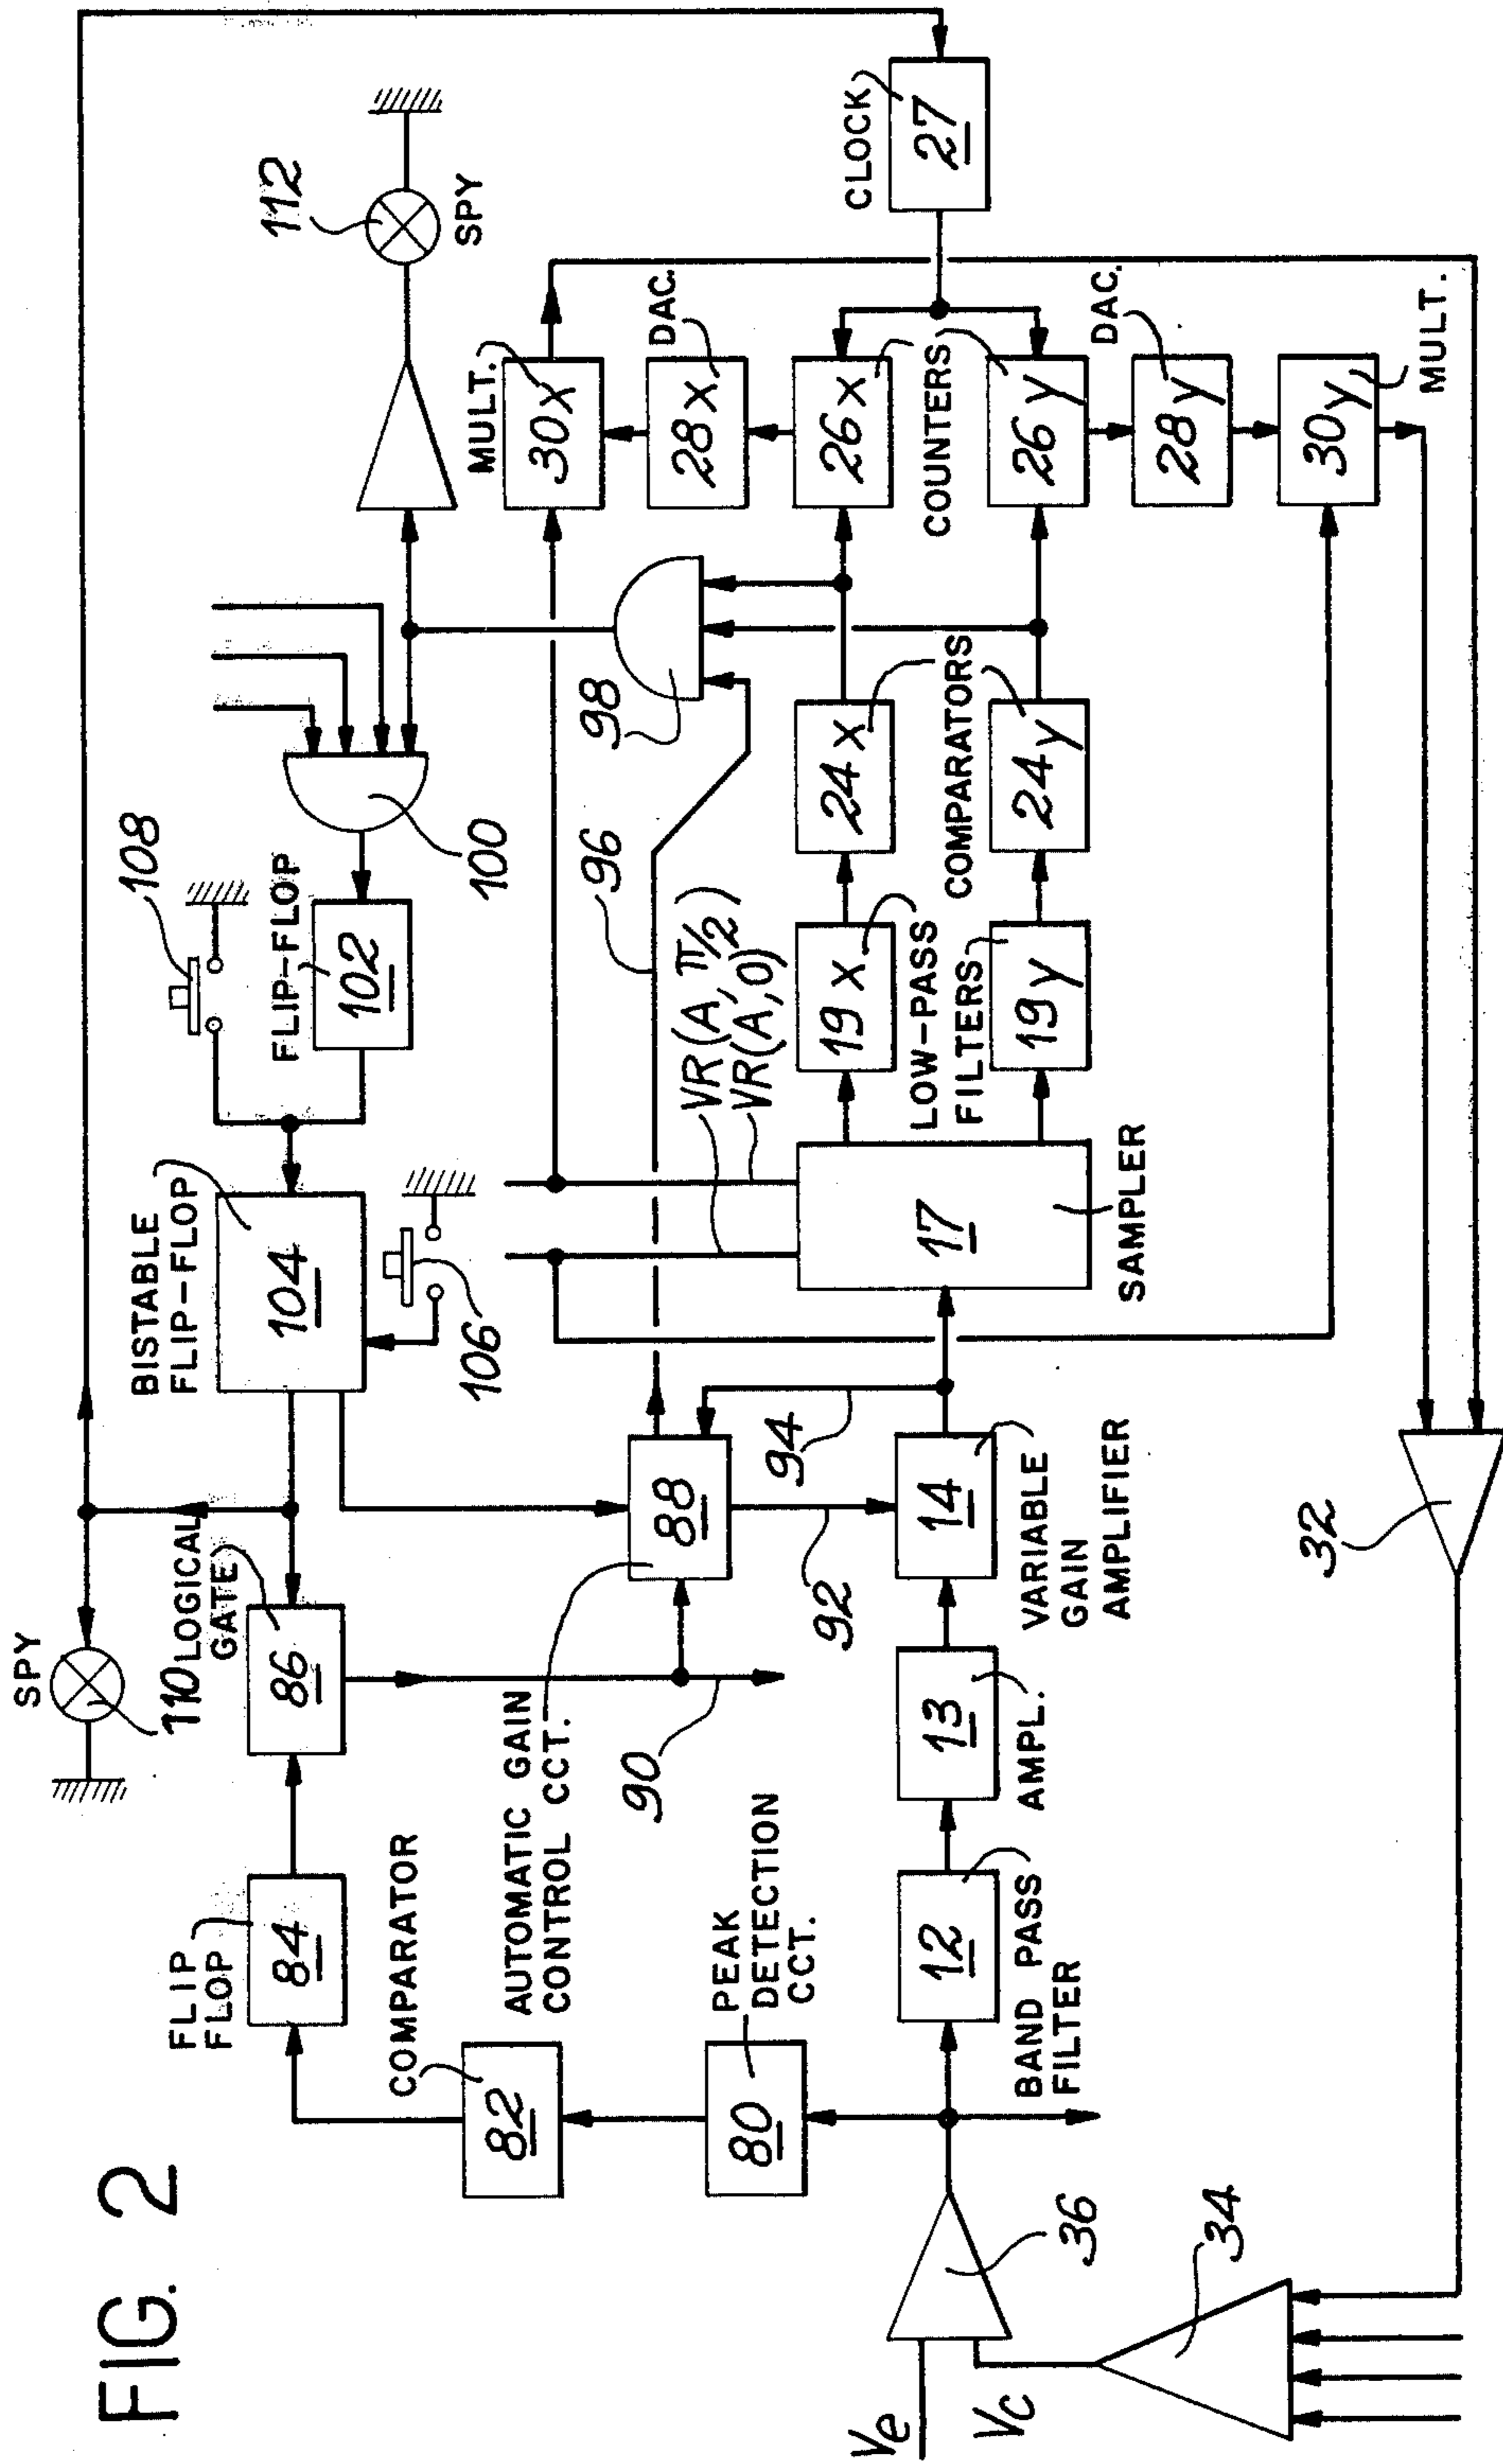 FIG. 2
SPY
110
LOGICAL
GATE
86
FLIP
FLOP
84
COMPARATOR
82
PEAK
DETECTION
CCT.
80
AUTOMATIC GAIN
CONTROL CCT.
88
90
92
94
96
BISTABLE
FLIP-FLOP
104
106
108
FLIP-FLOP
102
100
98
112
SPY
Ve
Vc
36
34
32
12
BAND PASS
FILTER
13
AMPL.
14
VARIABLE
GAIN
AMPLIFIER
17
SAMPLER
VR(A, π/2)
VR(A,0)
19X
LOW-PASS
FILTERS
19Y
24X
COMPARATORS
24Y
26X
COUNTERS
26Y
MULT.
30X
DAC.
28X
DAC.
28Y
30Y
MULT.
CLOCK
27